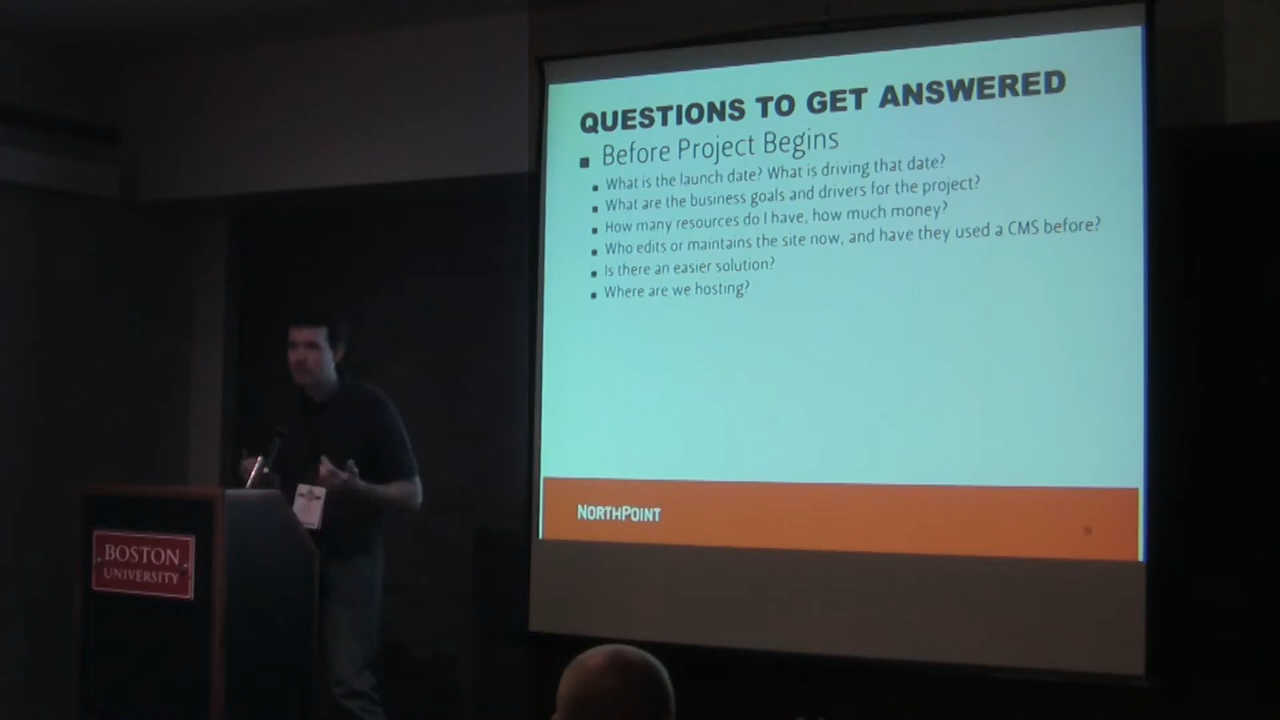 QUESTIONS TO GET ANSWERED
Before Project Begins
What is the launch date? What is driving that date?
What are the business goals and drivers for the project?
How many resources do I have, how much money?
Who edits or maintains the site now, and have they used a CMS before?
Is there an easier solution?
Where are we hosting?
NORTHPOINT
BOSTON
UNIVERSITY